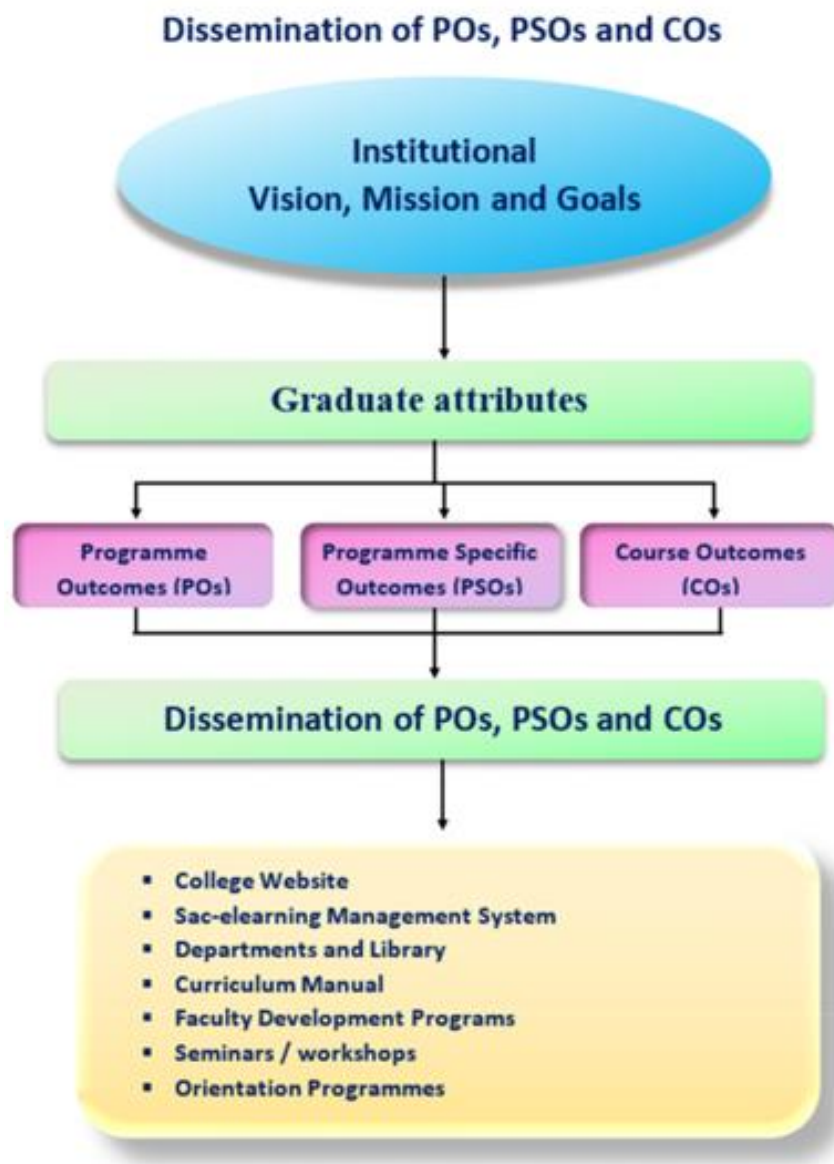 Dissemination of POs, PSOs and COs
Institutional
Vision, Mission and Goals
Graduate attributes
Programme
Outcomes (POs)
Programme Specific
Outcomes (PSOs)
Course Outcomes
(COs)
Dissemination of POs, PSOs and COs
▪ College Website
▪ Sac-elearning Management System
▪ Departments and Library
▪ Curriculum Manual
▪ Faculty Development Programs
▪ Seminars / workshops
▪ Orientation Programmes